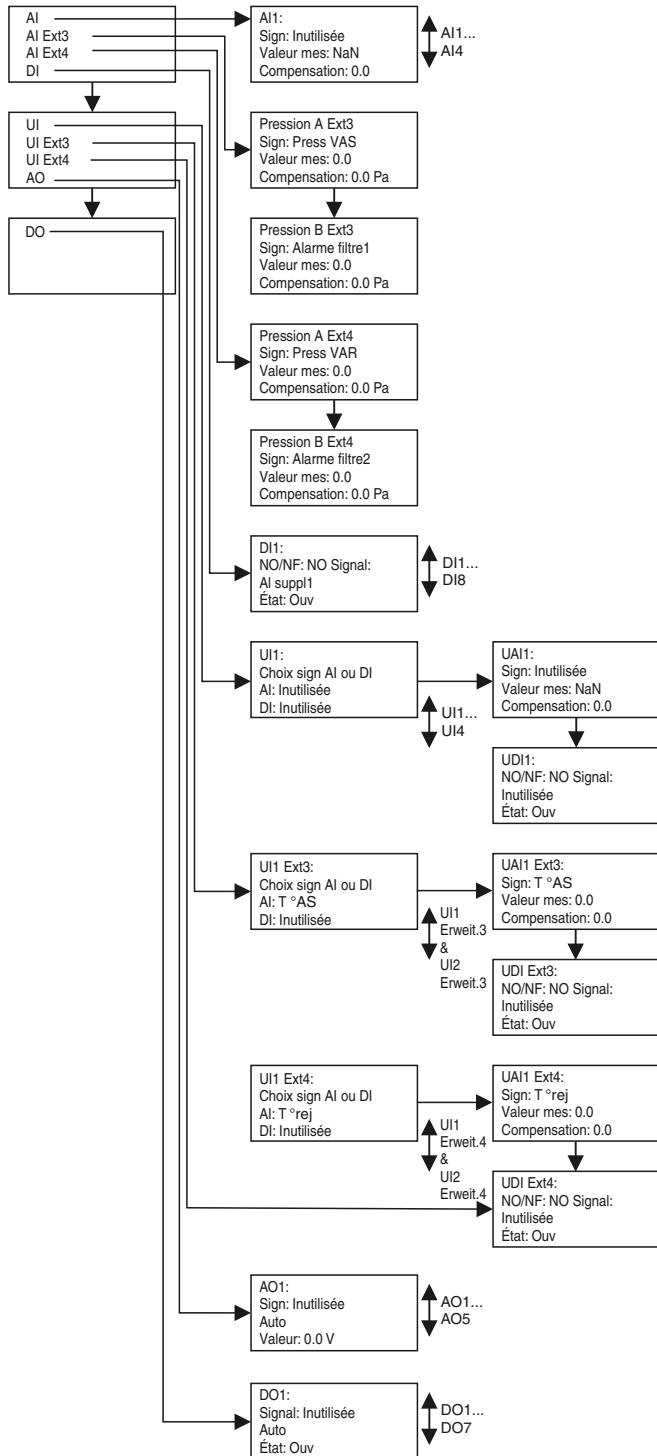 AI
AI Ext3
AI Ext4
DI
UI
UI Ext3
UI Ext4
AO
DO
AI1:
Sign: Inutilisée
Valeur mes: NaN
Compensation: 0.0
AI1...
AI4
Pression A Ext3
Sign: Press VAS
Valeur mes: 0.0
Compensation: 0.0 Pa
Pression B Ext3
Sign: Alarme filtre1
Valeur mes: 0.0
Compensation: 0.0 Pa
Pression A Ext4
Sign: Press VAR
Valeur mes: 0.0
Compensation: 0.0 Pa
Pression B Ext4
Sign: Alarme filtre2
Valeur mes: 0.0
Compensation: 0.0 Pa
DI1:
NO/NF: NO Signal:
Al suppl1
État: Ouv
DI1...
DI8
UI1:
Choix sign AI ou DI
AI: Inutilisée
DI: Inutilisée
UI1...
UI4
UAI1:
Sign: Inutilisée
Valeur mes: NaN
Compensation: 0.0
UDI1:
NO/NF: NO Signal:
Inutilisée
État: Ouv
UI1 Ext3:
Choix sign AI ou DI
AI: T °AS
DI: Inutilisée
UI1
Erweit.3
&
UI2
Erweit.3
UAI1 Ext3:
Sign: T °AS
Valeur mes: 0.0
Compensation: 0.0
UDI Ext3:
NO/NF: NO Signal:
Inutilisée
État: Ouv
UI1 Ext4:
Choix sign AI ou DI
AI: T °rej
DI: Inutilisée
UI1
Erweit.4
&
UI2
Erweit.4
UAI1 Ext4:
Sign: T °rej
Valeur mes: 0.0
Compensation: 0.0
UDI Ext4:
NO/NF: NO Signal:
Inutilisée
État: Ouv
AO1:
Sign: Inutilisée
Auto
Valeur: 0.0 V
AO1...
AO5
DO1:
Signal: Inutilisée
Auto
État: Ouv
DO1...
DO7